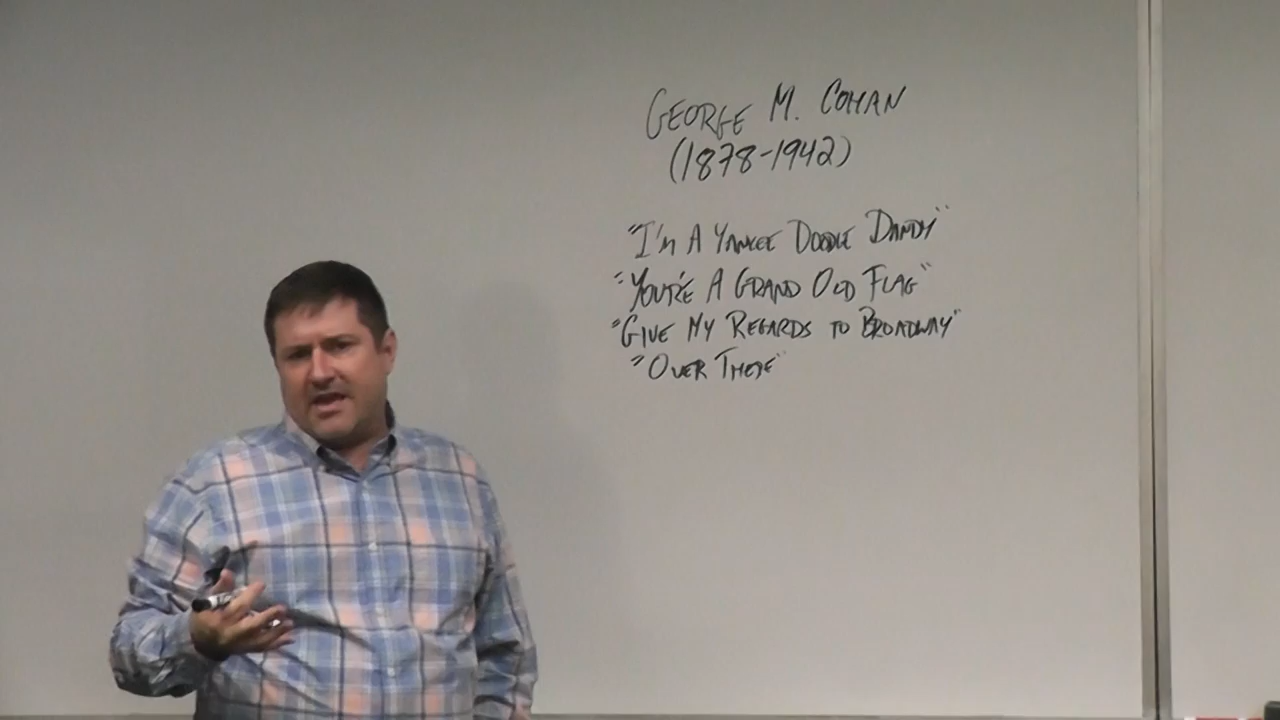 GEORGE M. COHAN
(1878-1942)
"I'M A YANKEE DOODLE DANDY"
"YOU'RE A GRAND OLD FLAG"
"GIVE MY REGARDS TO BROADWAY"
"OVER THERE"